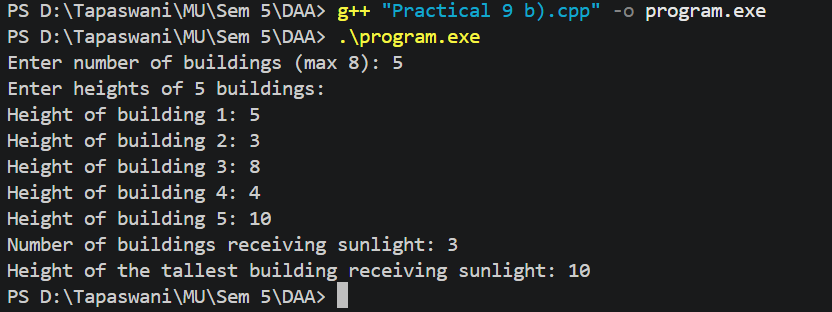 PS D:\Tapaswani\MU\Sem 5\DAA> g++ "Practical 9 b).cpp" -o program.exe
PS D:\Tapaswani\MU\Sem 5\DAA> .\program.exe
Enter number of buildings (max 8): 5
Enter heights of 5 buildings:
Height of building 1: 5
Height of building 2: 3
Height of building 3: 8
Height of building 4: 4
Height of building 5: 10
Number of buildings receiving sunlight: 3
Height of the tallest building receiving sunlight: 10
PS D:\Tapaswani\MU\Sem 5\DAA>